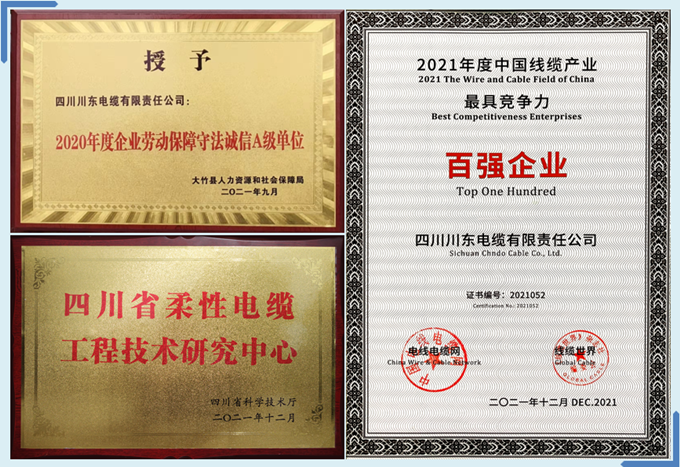 授予
四川川东电缆有限责任公司：
2020年度企业劳动保障守法诚信A级单位
大竹县人力资源和社会保障局
二〇二一年九月
四川省柔性电缆
工程技术研究中心
四川省科学技术厅
二〇二一年十二月
2021年度中国线缆产业
2021 The Wire and Cable Field of China
最具竞争力
Best Competitiveness Enterprises
百强企业
Top One Hundred
四川川东电缆有限责任公司
Sichuan Chndo Cable Co., Ltd.
证书编号：2021052
Certification No.: 2021052
电线电缆网
China Wire & Cable Network
线缆世界
Global Cable
GLOBAL CABLE
二〇二一年十二月 DEC.2021